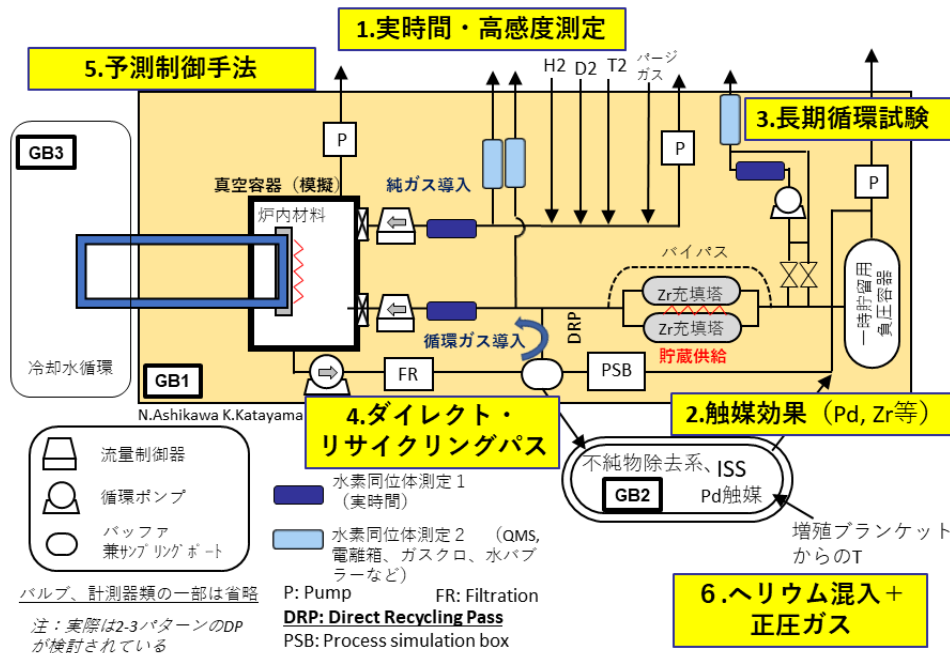 1.実時間・高感度測定
5.予測制御手法
H2
D2
T2
パージ
ガス
3.長期循環試験
GB3
P
P
P
真空容器（模擬）
純ガス導入
炉内材料
バイパス
Zr充填塔
Zr充填塔
一時貯留用
負圧容器
DRP
循環ガス導入
貯蔵供給
冷却水循環
GB1
FR
PSB
N.Ashikawa K.Katayama
4.ダイレクト・
リサイクリングパス
2.触媒効果（Pd, Zr等）
不純物除去系、ISS
GB2
Pd触媒
増殖ブランケット
からのT
流量制御器
循環ポンプ
バッファ
兼サンプリングポート
水素同位体測定１
（実時間）
水素同位体測定２　（QMS,
電離箱、ガスクロ、水バブ
ラーなど）
バルブ、計測器類の一部は省略
注：実際は2-3パターンのDP
が検討されている
P: Pump
FR: Filtration
DRP: Direct Recycling Pass
PSB: Process simulation box
６.ヘリウム混入＋
正圧ガス